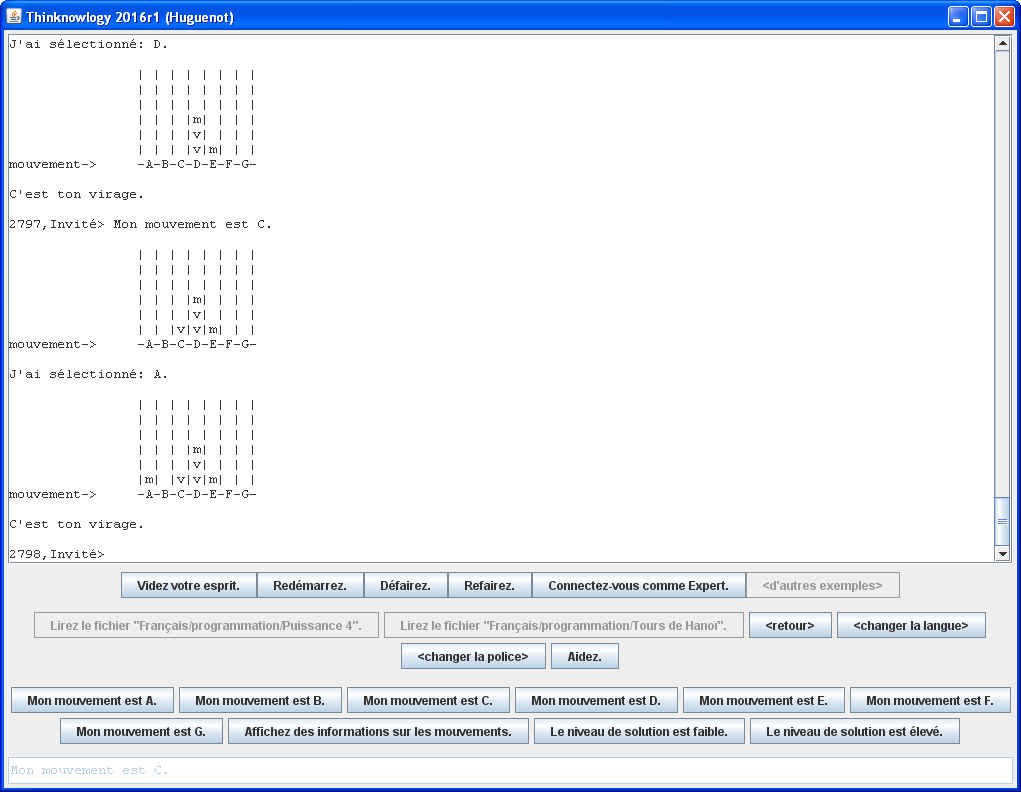 Thinknowlogy 2016r1 (Huguenot)
J'ai sélectionné: D.
| | | | | | | |
| | | | | | | |
| | | | | | | |
| | | |m| | | |
| | | |v| | | |
| | | |v|m| | |
mouvement-> -A-B-C-D-E-F-G-
C'est ton virage.
2797,Invité> Mon mouvement est C.
| | | | | | | |
| | | | | | | |
| | | | | | | |
| | | |m| | | |
| | | |v| | | |
| | |v|v|m| | |
mouvement-> -A-B-C-D-E-F-G-
J'ai sélectionné: A.
| | | | | | | |
| | | | | | | |
| | | | | | | |
| | | |m| | | |
| | | |v| | | |
|m| |v|v|m| | |
mouvement-> -A-B-C-D-E-F-G-
C'est ton virage.
2798,Invité>
Videz votre esprit. Redémarrez. Défairez. Refairez. Connectez-vous comme Expert. <d'autres exemples>
Lirez le fichier "Français/programmation/Puissance 4". Lirez le fichier "Français/programmation/Tours de Hanoï". <retour> <changer la langue>
<changer la police> Aidez.
Mon mouvement est A. Mon mouvement est B. Mon mouvement est C. Mon mouvement est D. Mon mouvement est E. Mon mouvement est F.
Mon mouvement est G. Affichez des informations sur les mouvements. Le niveau de solution est faible. Le niveau de solution est élevé.
Mon mouvement est C.